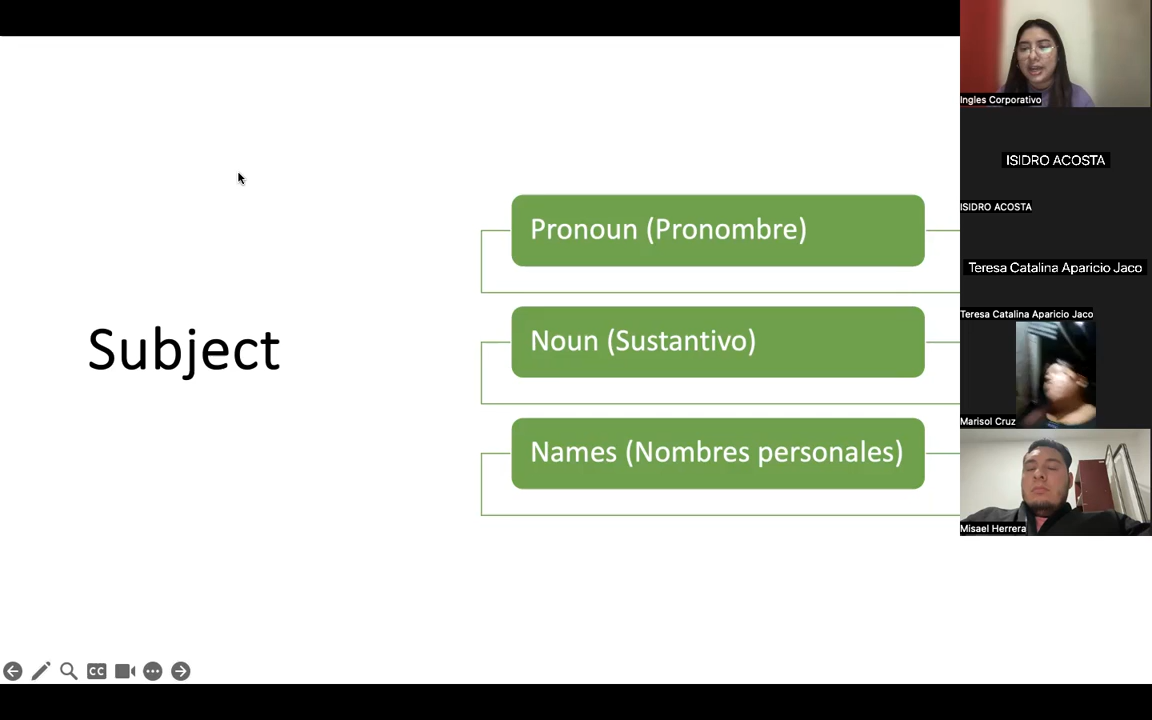 Subject
Pronoun (Pronombre)
Noun (Sustantivo)
Names (Nombres personales)
Ingles Corporativo
ISIDRO ACOSTA
ISIDRO ACOSTA
Teresa Catalina Aparicio Jaco
Teresa Catalina Aparicio Jaco
Marisol Cruz
Misael Herrera
CC